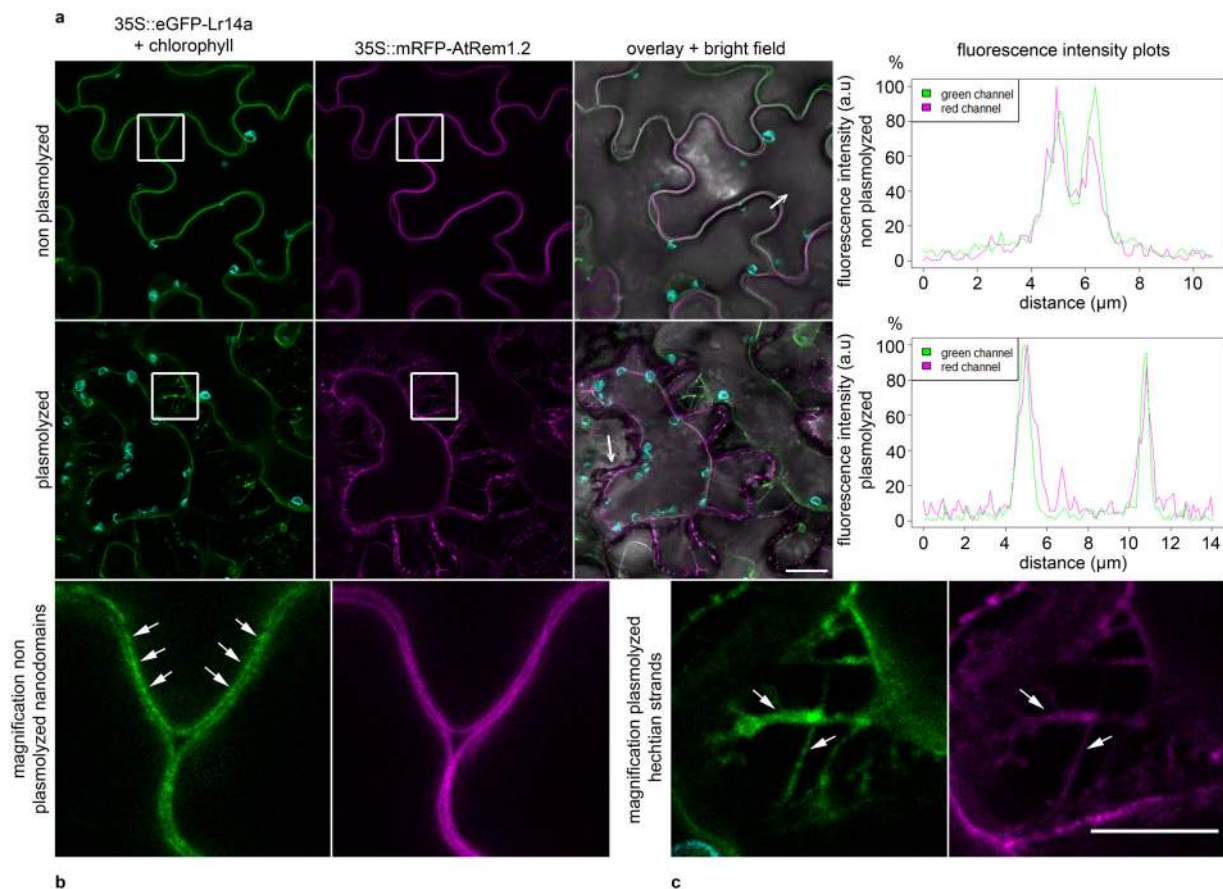 a
35S::eGFP-Lr14a
+ chlorophyll
35S::mRFP-AtRem1.2
overlay + bright field
fluorescence intensity plots
non plasmolyzed
fluorescence intensity (a.u)
non plasmolyzed
%
100
80
60
40
20
0
green channel
red channel
0 2 4 6 8 10
distance (µm)
plasmolyzed
fluorescence intensity (a.u)
plasmolyzed
%
100
80
60
40
20
0
green channel
red channel
0 2 4 6 8 10 12 14
distance (µm)
magnification non
plasmolyzed nanodomains
magnification plasmolyzed
hechtian strands
b
c